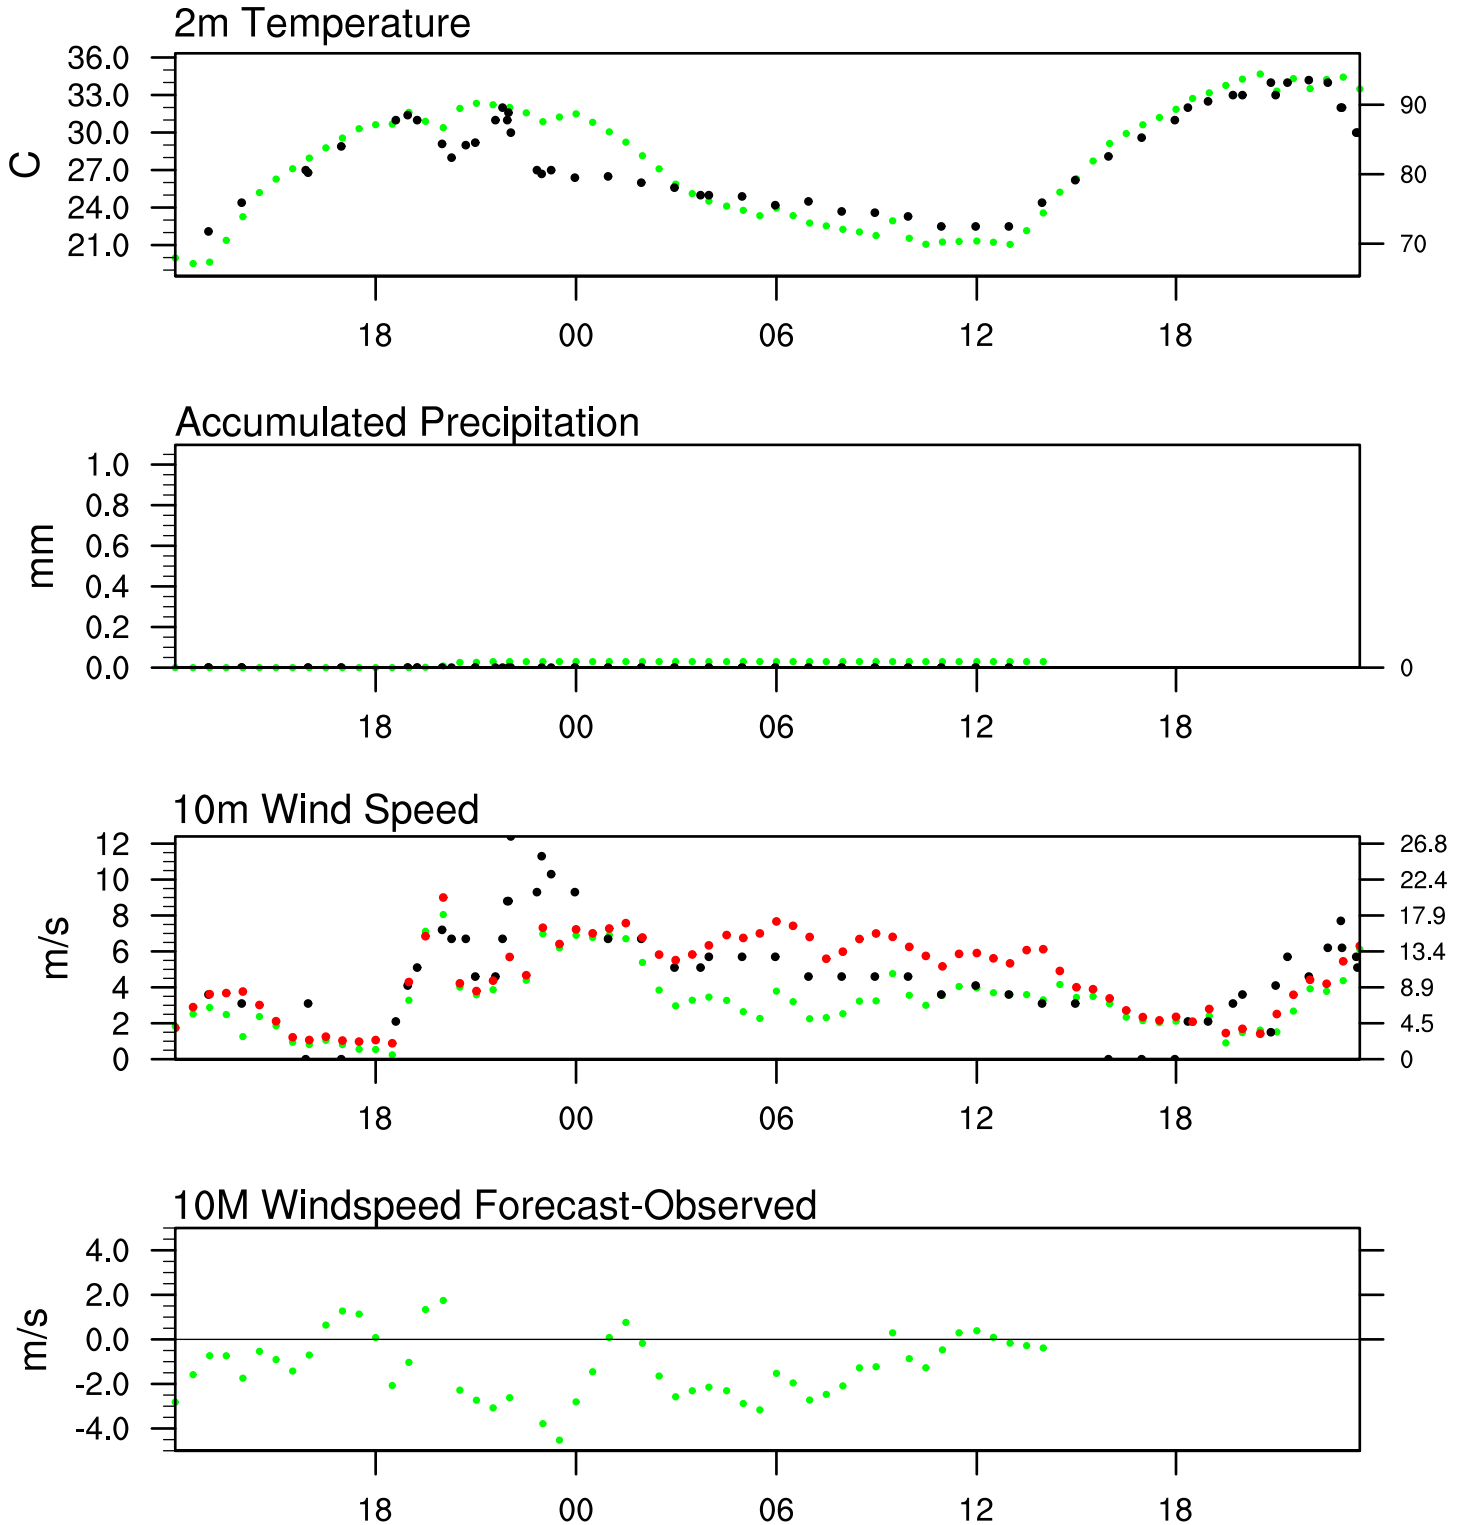 2m Temperature
36.0
33.0
30.0
27.0
24.0
21.0
C
90
80
70
18 00 06 12 18
Accumulated Precipitation
1.0
0.8
0.6
0.4
0.2
0.0
mm
0
18 00 06 12 18
10m Wind Speed
12
10
8
6
4
2
0
m/s
26.8
22.4
17.9
13.4
8.9
4.5
0
18 00 06 12 18
10M Windspeed Forecast-Observed
4.0
2.0
0.0
-2.0
-4.0
m/s
18 00 06 12 18